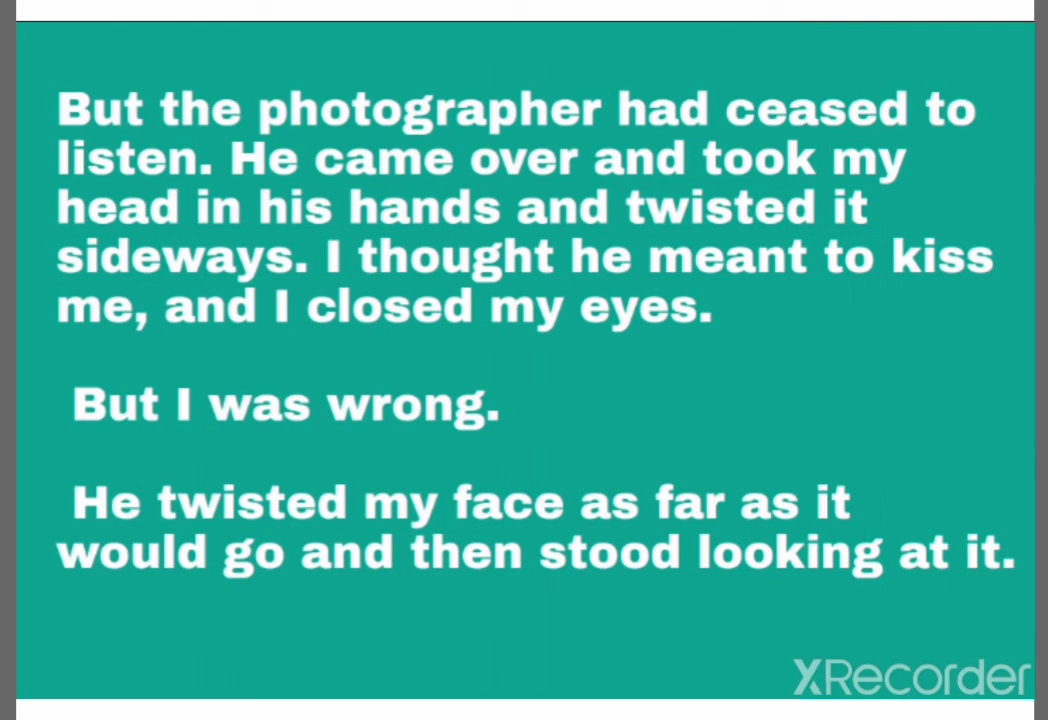 But the photographer had ceased to
listen. He came over and took my
head in his hands and twisted it
sideways. I thought he meant to kiss
me, and I closed my eyes.
But I was wrong.
He twisted my face as far as it
would go and then stood looking at it.
XRecorder